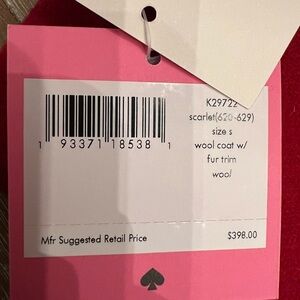 K29722
scarlet(620-629)
size s
wool coat w/
fur trim
wool
1 93371 18538 1
Mfr Suggested Retail Price $398.00